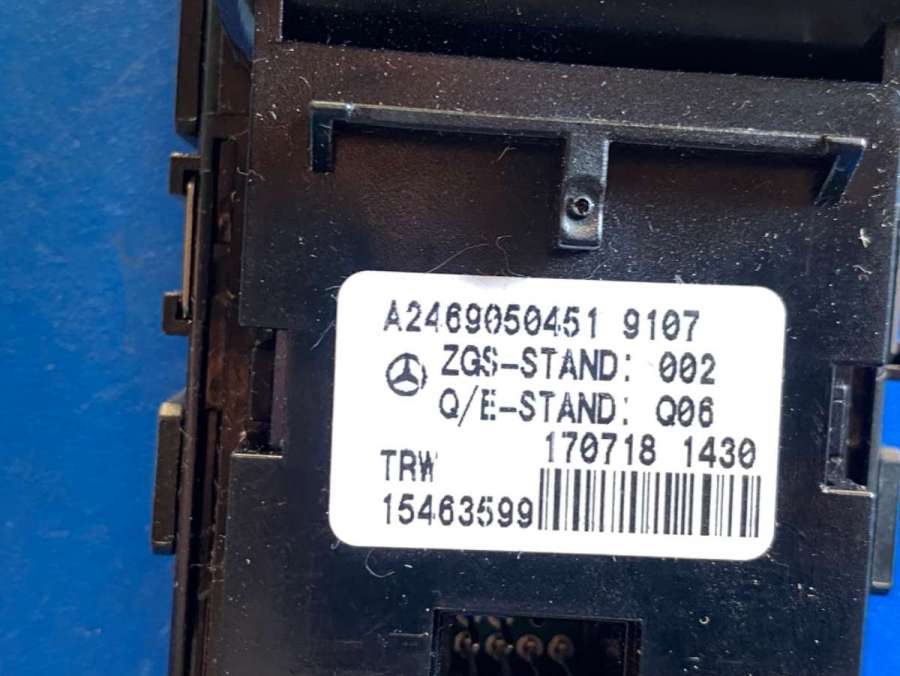 A2469050451 9107
ZGS-STAND: 002
Q/E-STAND: Q06
170718 1430
TRW
15463599